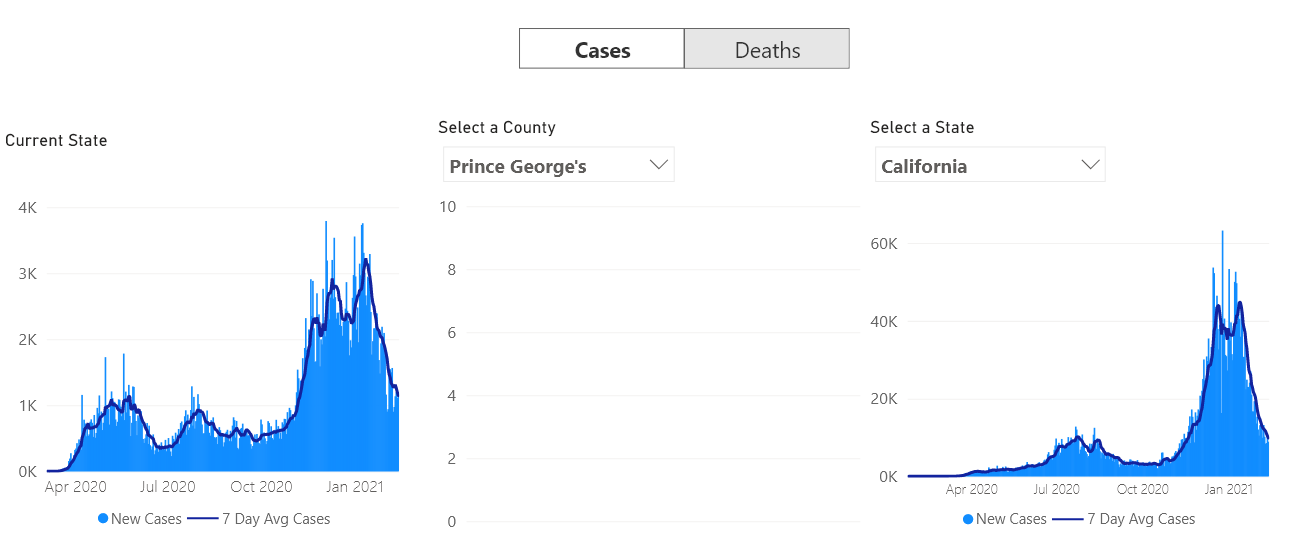 Cases Deaths
Current State
4K
3K
2K
1K
0K
Apr 2020 Jul 2020 Oct 2020 Jan 2021
New Cases 7 Day Avg Cases
Select a County
Prince George's
10
8
6
4
2
0
Select a State
California
60K
40K
20K
0K
Apr 2020 Jul 2020 Oct 2020 Jan 2021
New Cases 7 Day Avg Cases